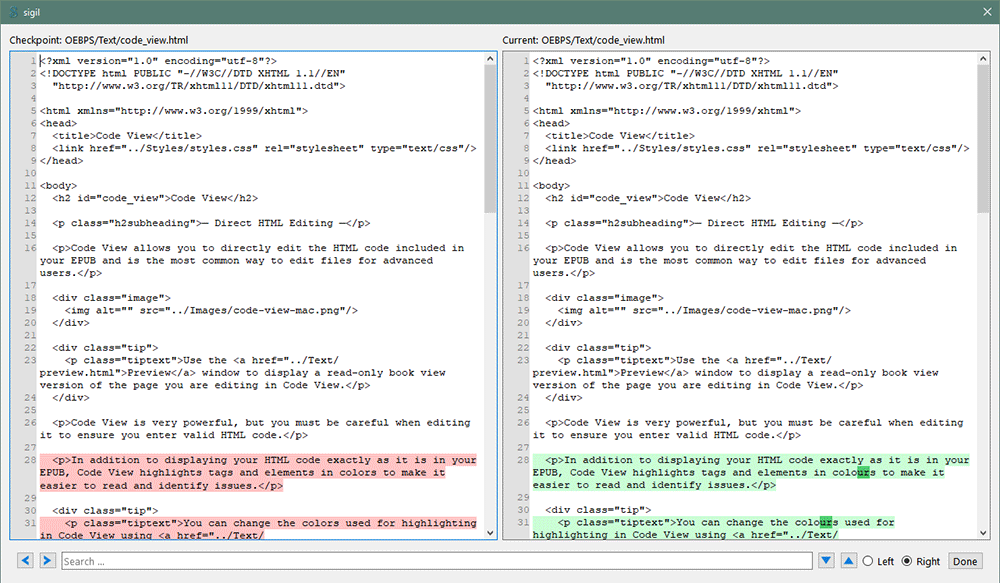 sigil
Checkpoint: OEBPS/Text/code_view.html
1 <?xml version="1.0" encoding="utf-8"?>
2 <!DOCTYPE html PUBLIC "-//W3C//DTD XHTML 1.1//EN"
3   "http://www.w3.org/TR/xhtml11/DTD/xhtml11.dtd">
4
5 <html xmlns="http://www.w3.org/1999/xhtml">
6 <head>
7   <title>Code View</title>
8   <link href="../Styles/styles.css" rel="stylesheet" type="text/css"/>
9 </head>
10
11 <body>
12   <h2 id="code_view">Code View</h2>
13
14   <p class="h2subheading">— Direct HTML Editing —</p>
15
16   <p>Code View allows you to directly edit the HTML code included in
your EPUB and is the most common way to edit files for advanced
users.</p>
17
18   <div class="image">
19     <img alt="" src="../Images/code-view-mac.png"/>
20   </div>
21
22   <div class="tip">
23     <p class="tiptext">Use the <a href="../Text/
preview.html">Preview</a> window to display a read-only book view
version of the page you are editing in Code View.</p>
24   </div>
25
26   <p>Code View is very powerful, but you must be careful when editing
it to ensure you enter valid HTML code.</p>
27
28   <p>In addition to displaying your HTML code exactly as it is in your
EPUB, Code View highlights tags and elements in colors to make it
easier to read and identify issues.</p>
29
30   <div class="tip">
31     <p class="tiptext">You can change the colors used for highlighting
in Code View using <a href="../Text/
Current: OEBPS/Text/code_view.html
1 <?xml version="1.0" encoding="utf-8"?>
2 <!DOCTYPE html PUBLIC "-//W3C//DTD XHTML 1.1//EN"
3   "http://www.w3.org/TR/xhtml11/DTD/xhtml11.dtd">
4
5 <html xmlns="http://www.w3.org/1999/xhtml">
6 <head>
7   <title>Code View</title>
8   <link href="../Styles/styles.css" rel="stylesheet" type="text/css"/>
9 </head>
10
11 <body>
12   <h2 id="code_view">Code View</h2>
13
14   <p class="h2subheading">— Direct HTML Editing —</p>
15
16   <p>Code View allows you to directly edit the HTML code included in
your EPUB and is the most common way to edit files for advanced
users.</p>
17
18   <div class="image">
19     <img alt="" src="../Images/code-view-mac.png"/>
20   </div>
21
22   <div class="tip">
23     <p class="tiptext">Use the <a href="../Text/
preview.html">Preview</a> window to display a read-only book view
version of the page you are editing in Code View.</p>
24   </div>
25
26   <p>Code View is very powerful, but you must be careful when editing
it to ensure you enter valid HTML code.</p>
27
28   <p>In addition to displaying your HTML code exactly as it is in your
EPUB, Code View highlights tags and elements in colours to make it
easier to read and identify issues.</p>
29
30   <div class="tip">
31     <p class="tiptext">You can change the colours used for
highlighting in Code View using <a href="../Text/
Search ...
Left
Right
Done